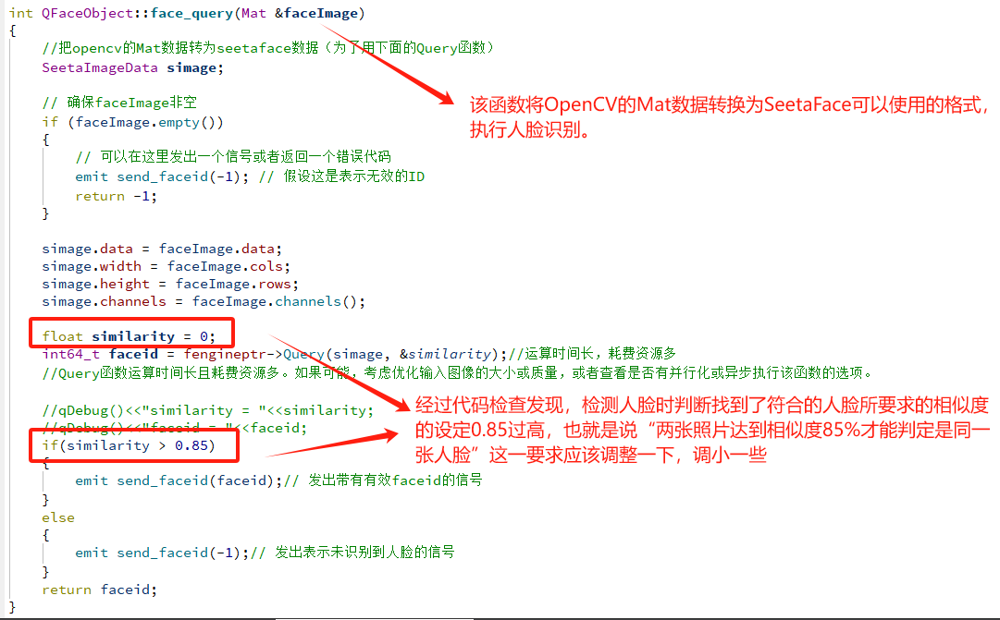 int QFaceObject::face_query(Mat &faceImage)
{
//把opencv的Mat数据转为seetaface数据（为了用下面的Query函数）
SeetaImageData simage;
// 确保faceImage非空
if (faceImage.empty())
{
// 可以在这里发出一个信号或者返回一个错误代码
emit send_faceid(-1); // 假设这是表示无效的ID
return -1;
}
该函数将OpenCV的Mat数据转换为SeetaFace可以使用的格式，
执行人脸识别。
simage.data = faceImage.data;
simage.width = faceImage.cols;
simage.height = faceImage.rows;
simage.channels = faceImage.channels();
float similarity = 0;
int64_t faceid = fengineptr->Query(simage, &similarity);//运算时间长，耗费资源多
//Query函数运算时间长且耗费资源多。如果可能，考虑优化输入图像的大小或质量，或者查看是否有并行化或异步执行该函数的选项。
//qDebug()<<"similarity = "<<similarity;
//qDebug()<<"faceid = "<<faceid;
if(similarity > 0.85)
{
经过代码检查发现，检测人脸时判断找到了符合的人脸所要求的相似度
的设定0.85过高，也就是说“两张照片达到相似度85%才能判定是同一
张人脸”这一要求应该调整一下，调小一些
emit send_faceid(faceid);// 发出带有有效faceid的信号
}
else
{
emit send_faceid(-1);// 发出表示未识别到人脸的信号
}
return faceid;
}